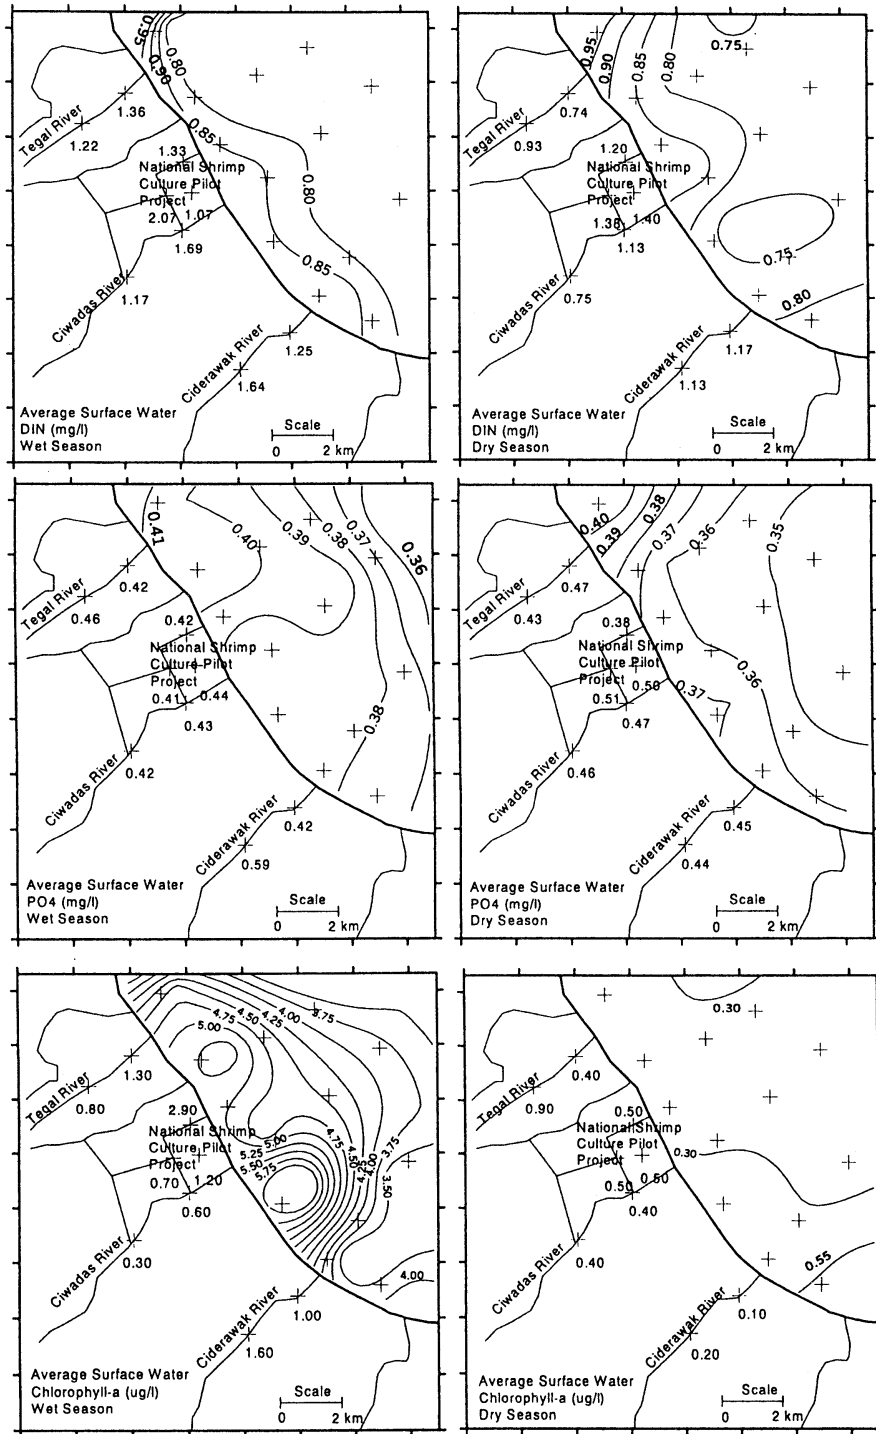 0.95
0.90
0.80
0.85
0.80
0.85
Tegal River
1.36
1.22
1.33
National Shrimp
Culture Pilot
Project
2.07
1.07
1.69
Ciwadas River
1.17
1.25
Ciderawak River
1.64
Average Surface Water
DIN (mg/l)
Wet Season
Scale
0 2 km
0.95
0.90
0.85
0.80
0.75
Tegal River
0.74
0.93
1.20
National Shrimp
Culture Pilot
Project
1.40
1.13
0.75
Ciwadas River
0.75
0.80
1.17
Ciderawak River
1.13
Average Surface Water
DIN (mg/l)
Dry Season
Scale
0 2 km
0.41
0.40
0.39
0.38
0.37
0.36
Tegal River
0.42
0.46
0.42
National Shrimp
Culture Pilot
Project
0.41
0.44
0.43
0.38
Ciwadas River
0.42
0.42
Ciderawak River
0.59
Average Surface Water
PO4 (mg/l)
Wet Season
Scale
0 2 km
0.40
0.39
0.38
0.37
0.36
0.35
Tegal River
0.47
0.43
0.38
National Shrimp
Culture Pilot
Project
0.50
0.51
0.47
0.37
0.36
Ciwadas River
0.46
0.45
Ciderawak River
0.44
Average Surface Water
PO4 (mg/l)
Dry Season
Scale
0 2 km
5.00
4.75
4.50
4.25
4.00
3.75
Tegal River
1.30
0.80
2.90
National Shrimp
Culture Pilot
Project
0.70
1.20
0.60
5.00
5.25
5.50
5.75
4.75
4.50
4.25
4.00
3.75
3.50
Ciwadas River
0.30
4.00
1.00
Ciderawak River
1.60
Average Surface Water
Chlorophyll-a (ug/l)
Wet Season
Scale
0 2 km
0.30
Tegal River
0.40
0.90
0.50
National Shrimp
Culture Pilot
Project
0.50
0.50
0.40
0.30
Ciwadas River
0.40
0.55
0.10
Ciderawak River
0.20
Average Surface Water
Chlorophyll-a (ug/l)
Dry Season
Scale
0 2 km